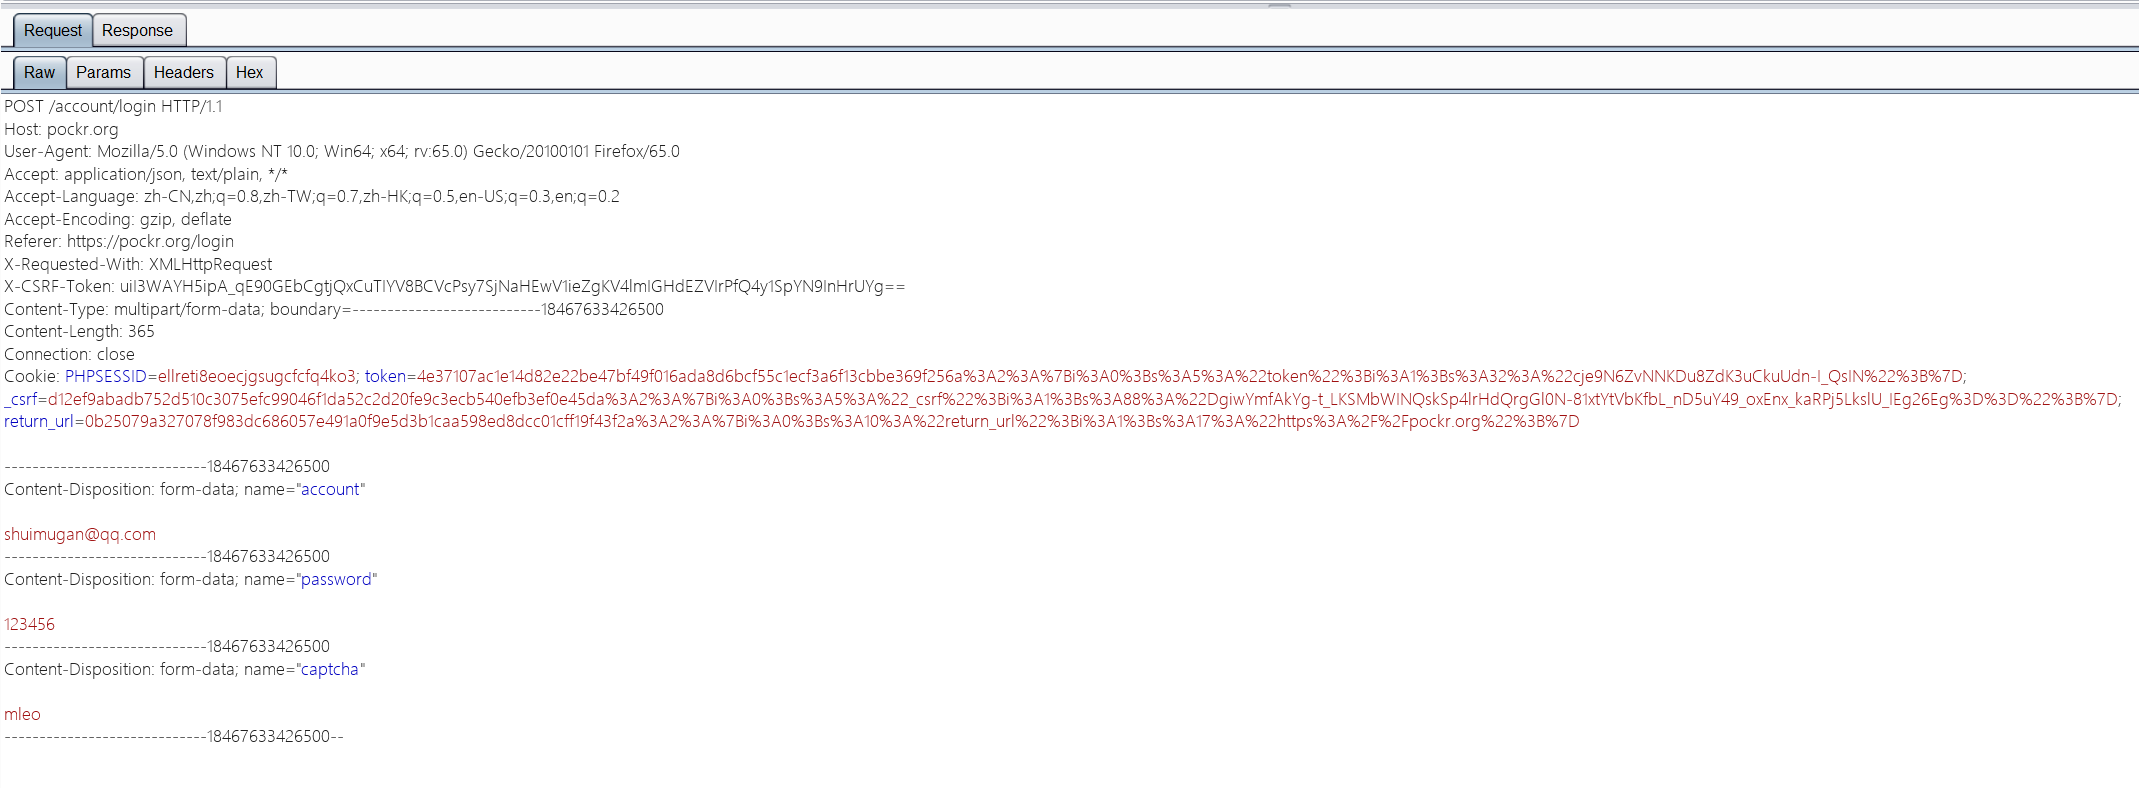 Request Response
Raw Params Headers Hex
POST /account/login HTTP/1.1
Host: pockr.org
User-Agent: Mozilla/5.0 (Windows NT 10.0; Win64; x64; rv:65.0) Gecko/20100101 Firefox/65.0
Accept: application/json, text/plain, */*
Accept-Language: zh-CN,zh;q=0.8,zh-TW;q=0.7,zh-HK;q=0.5,en-US;q=0.3,en;q=0.2
Accept-Encoding: gzip, deflate
Referer: https://pockr.org/login
X-Requested-With: XMLHttpRequest
X-CSRF-Token: uiI3WAYH5ipA_qE90GEbCgtjQxCuTIYV8BCVcPsy7SjNaHEwV1ieZgKV4lmIGHdEZVIrPfQ4y1SpYN9InHrUYg==
Content-Type: multipart/form-data; boundary=---------------------------18467633426500
Content-Length: 365
Connection: close
Cookie: PHPSESSID=ellreti8eoecjgsugcfcfq4ko3; token=4e37107ac1e14d82e22be47bf49f016ada8d6bcf55c1ecf3a6f13cbbe369f256a%3A2%3A%7Bi%3A0%3Bs%3A5%3A%22token%22%3Bi%3A1%3Bs%3A32%3A%22cje9N6ZvNNKDu8ZdK3uCkuUdn-I_QsIN%22%3B%7D;
_csrf=d12ef9abadb752d510c3075efc99046f1da52c2d20fe9c3ecb540efb3ef0e45da%3A2%3A%7Bi%3A0%3Bs%3A5%3A%22_csrf%22%3Bi%3A1%3Bs%3A88%3A%22DgiwYmfAkYg-t_LKSMbWINQskSp4lrHdQrgGl0N-81xtYtVbKfbL_nD5uY49_oxEnx_kaRPj5LkslU_IEg26Eg%3D%3D%22%3B%7D;
return_url=0b25079a327078f983dc686057e491a0f9e5d3b1caa598ed8dcc01cff19f43f2a%3A2%3A%7Bi%3A0%3Bs%3A10%3A%22return_url%22%3Bi%3A1%3Bs%3A17%3A%22https%3A%2F%2Fpockr.org%22%3B%7D
-----------------------------18467633426500
Content-Disposition: form-data; name="account"
shuimugan@qq.com
-----------------------------18467633426500
Content-Disposition: form-data; name="password"
123456
-----------------------------18467633426500
Content-Disposition: form-data; name="captcha"
mleo
-----------------------------18467633426500--